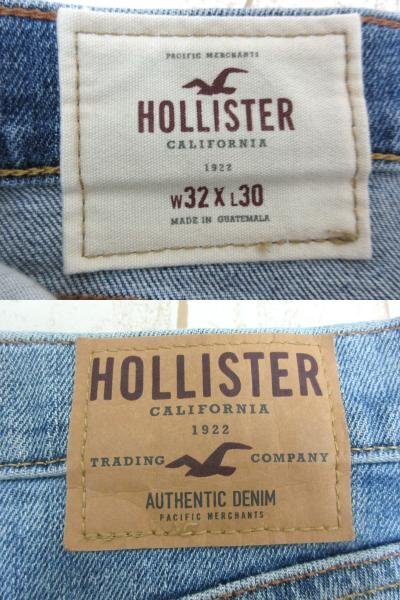 PACIFIC MERCHANTS
HOLLISTER
CALIFORNIA
1922
W32 X L30
MADE IN GUATEMALA
HOLLISTER
CALIFORNIA
1922
TRADING COMPANY
AUTHENTIC DENIM
PACIFIC MERCHANTS